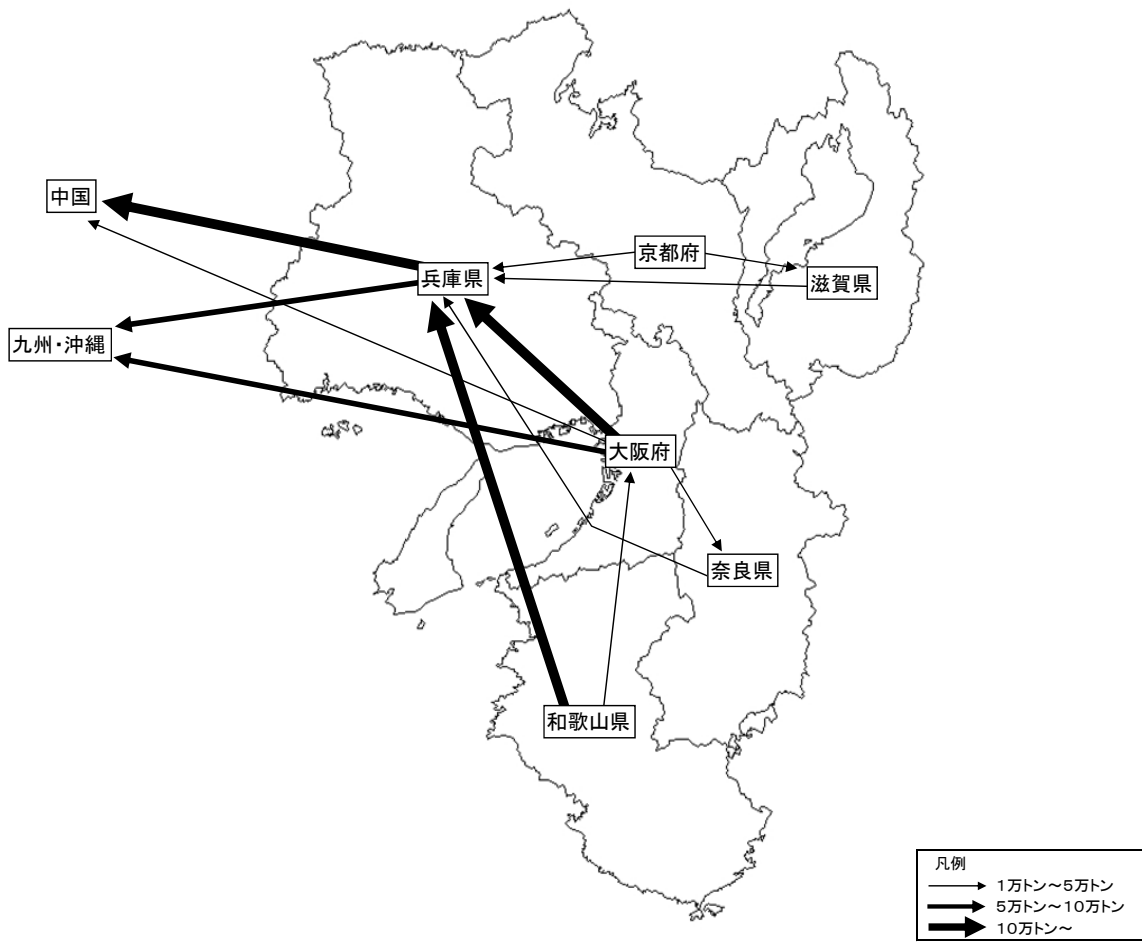 中国
京都府
兵庫県
滋賀県
九州・沖縄
大阪府
奈良県
和歌山県
凡例
1万トン～5万トン
5万トン～10万トン
10万トン～